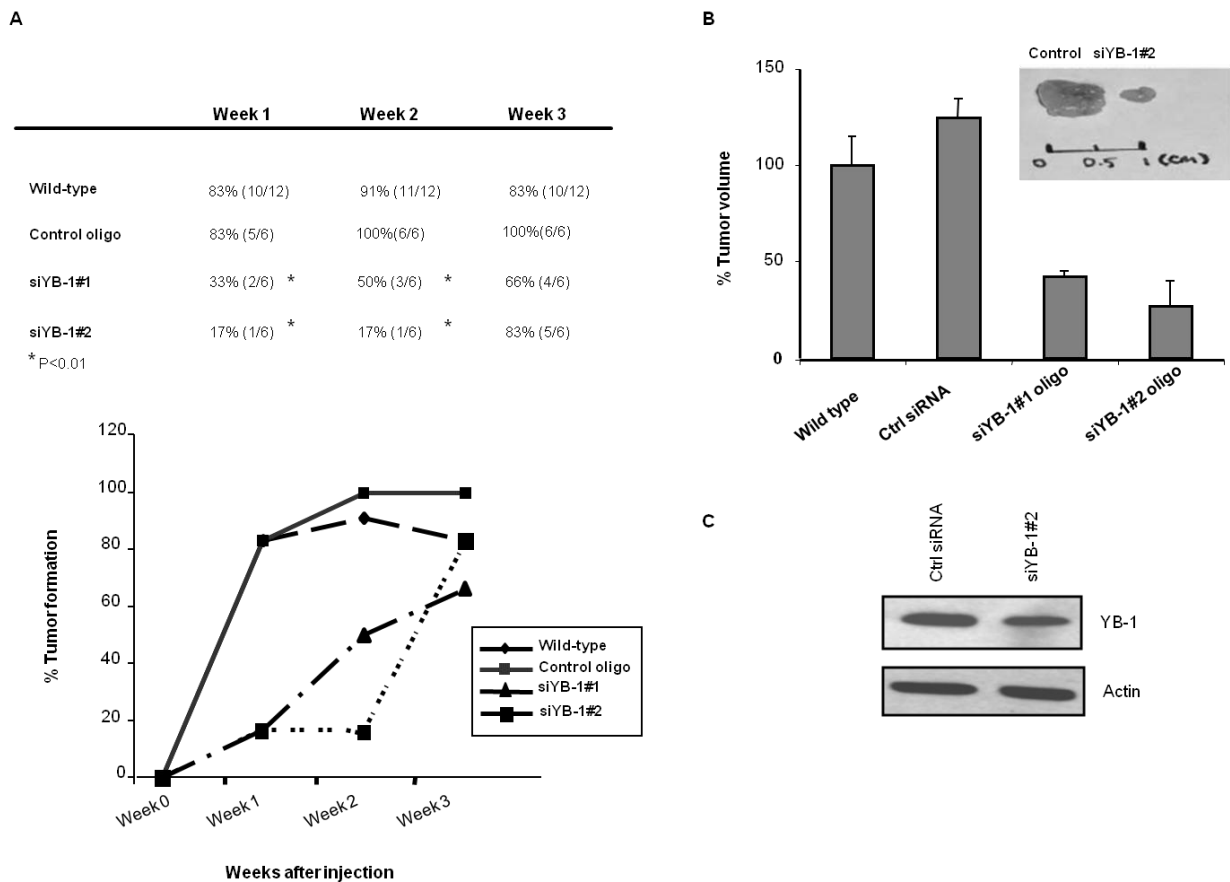 A
Week 1 Week 2 Week 3
Wild-type 83% (10/12) 91% (11/12) 83% (10/12)
Control oligo 83% (5/6) 100%(6/6) 100%(6/6)
siYB-1#1 33% (2/6) * 50% (3/6) * 66% (4/6)
siYB-1#2 17% (1/6) * 17% (1/6) * 83% (5/6)
* P<0.01
% Tumor formation
120
100
80
60
40
20
0
Week 0 Week 1 Week 2 Week 3
Weeks after injection
Wild-type
Control oligo
siYB-1#1
siYB-1#2
B
% Tumor volume
150
100
50
0
Wild type Ctrl siRNA siYB-1#1 oligo siYB-1#2 oligo
Control siYB-1#2
0 0.5 1 (cm)
C
Ctrl siRNA siYB-1#2
YB-1
Actin